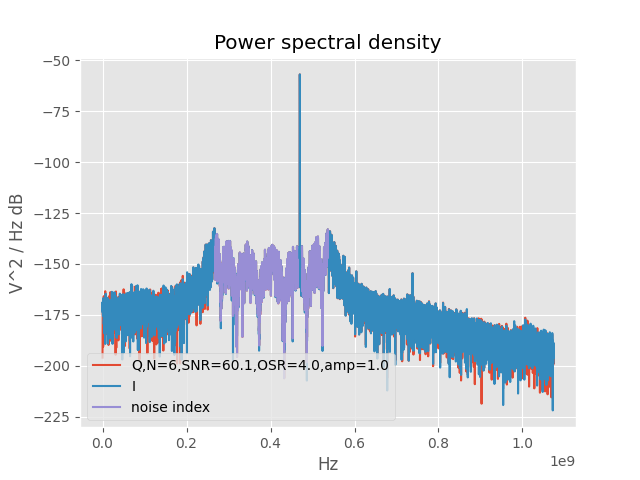 Power spectral density
V^2 / Hz dB
−50
−75
−100
−125
−150
−175
−200
−225
Q,N=6,SNR=60.1,OSR=4.0,amp=1.0
I
noise index
0.0 0.2 0.4 0.6 0.8 1.0
1e9
Hz